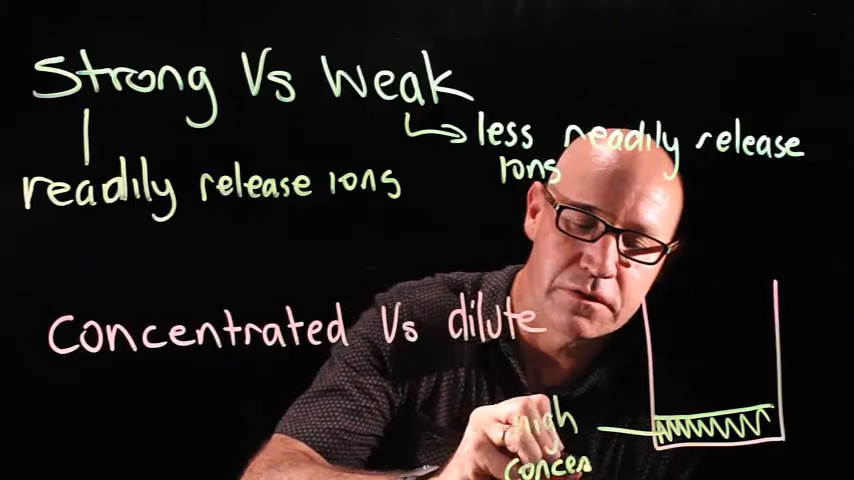 Strong Vs Weak
less readily release
ions
readily release ions
Concentrated Vs dilute
high
concen